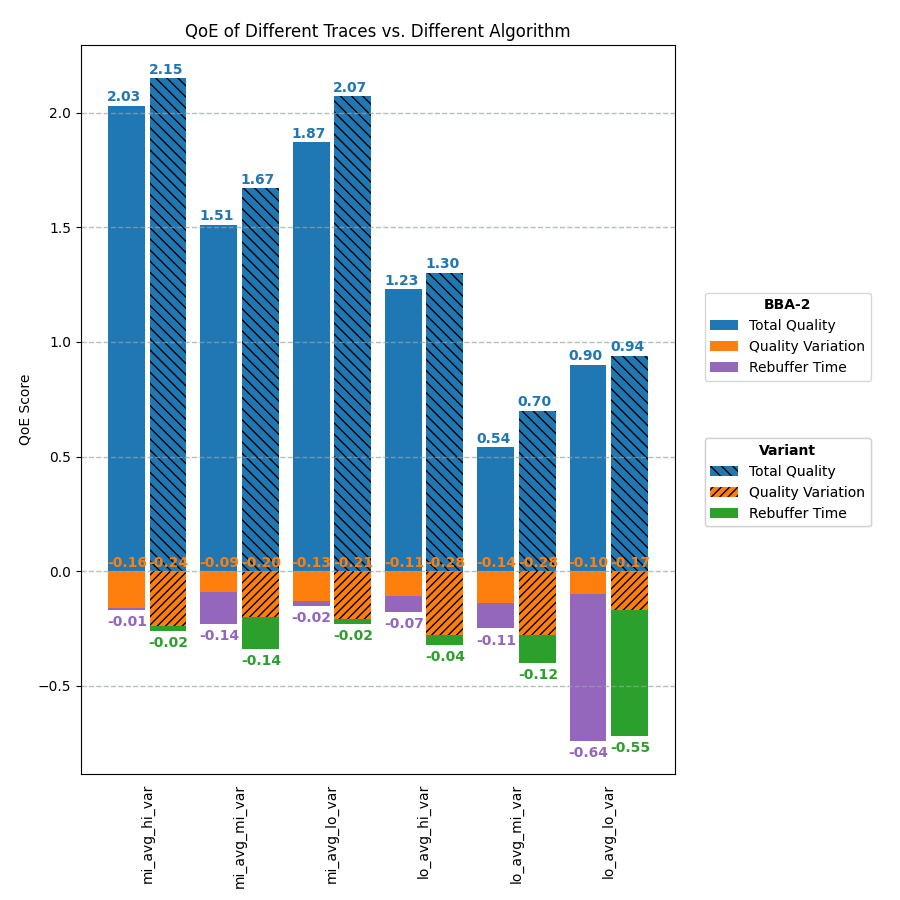 QoE of Different Traces vs. Different Algorithm
QoE Score
2.0
1.5
1.0
0.5
0.0
−0.5
2.03
2.15
1.51
1.67
1.87
2.07
1.23
1.30
0.54
0.70
0.90
0.94
-0.16
-0.24
-0.09
-0.20
-0.13
-0.21
-0.11
-0.28
-0.14
-0.28
-0.10
-0.17
-0.01
-0.02
-0.14
-0.14
-0.02
-0.02
-0.07
-0.04
-0.11
-0.12
-0.64
-0.55
mi_avg_hi_var
mi_avg_mi_var
mi_avg_lo_var
lo_avg_hi_var
lo_avg_mi_var
lo_avg_lo_var
BBA-2
Total Quality
Quality Variation
Rebuffer Time
Variant
Total Quality
Quality Variation
Rebuffer Time